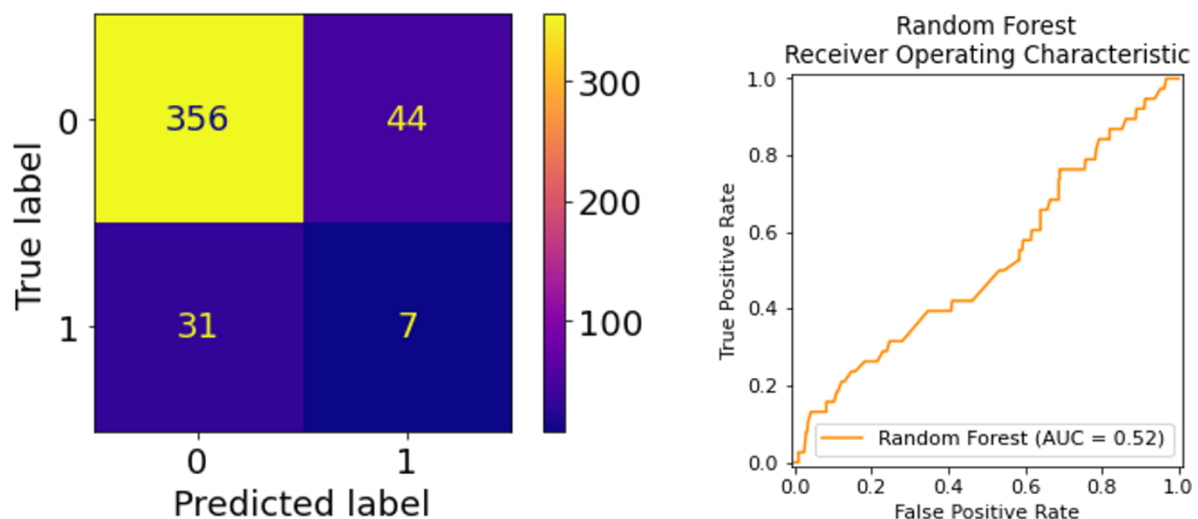 True label
0
1
356
44
31
7
0
1
Predicted label
300
200
100
Random Forest
Receiver Operating Characteristic
True Positive Rate
1.0
0.8
0.6
0.4
0.2
0.0
Random Forest (AUC = 0.52)
0.0 0.2 0.4 0.6 0.8 1.0
False Positive Rate